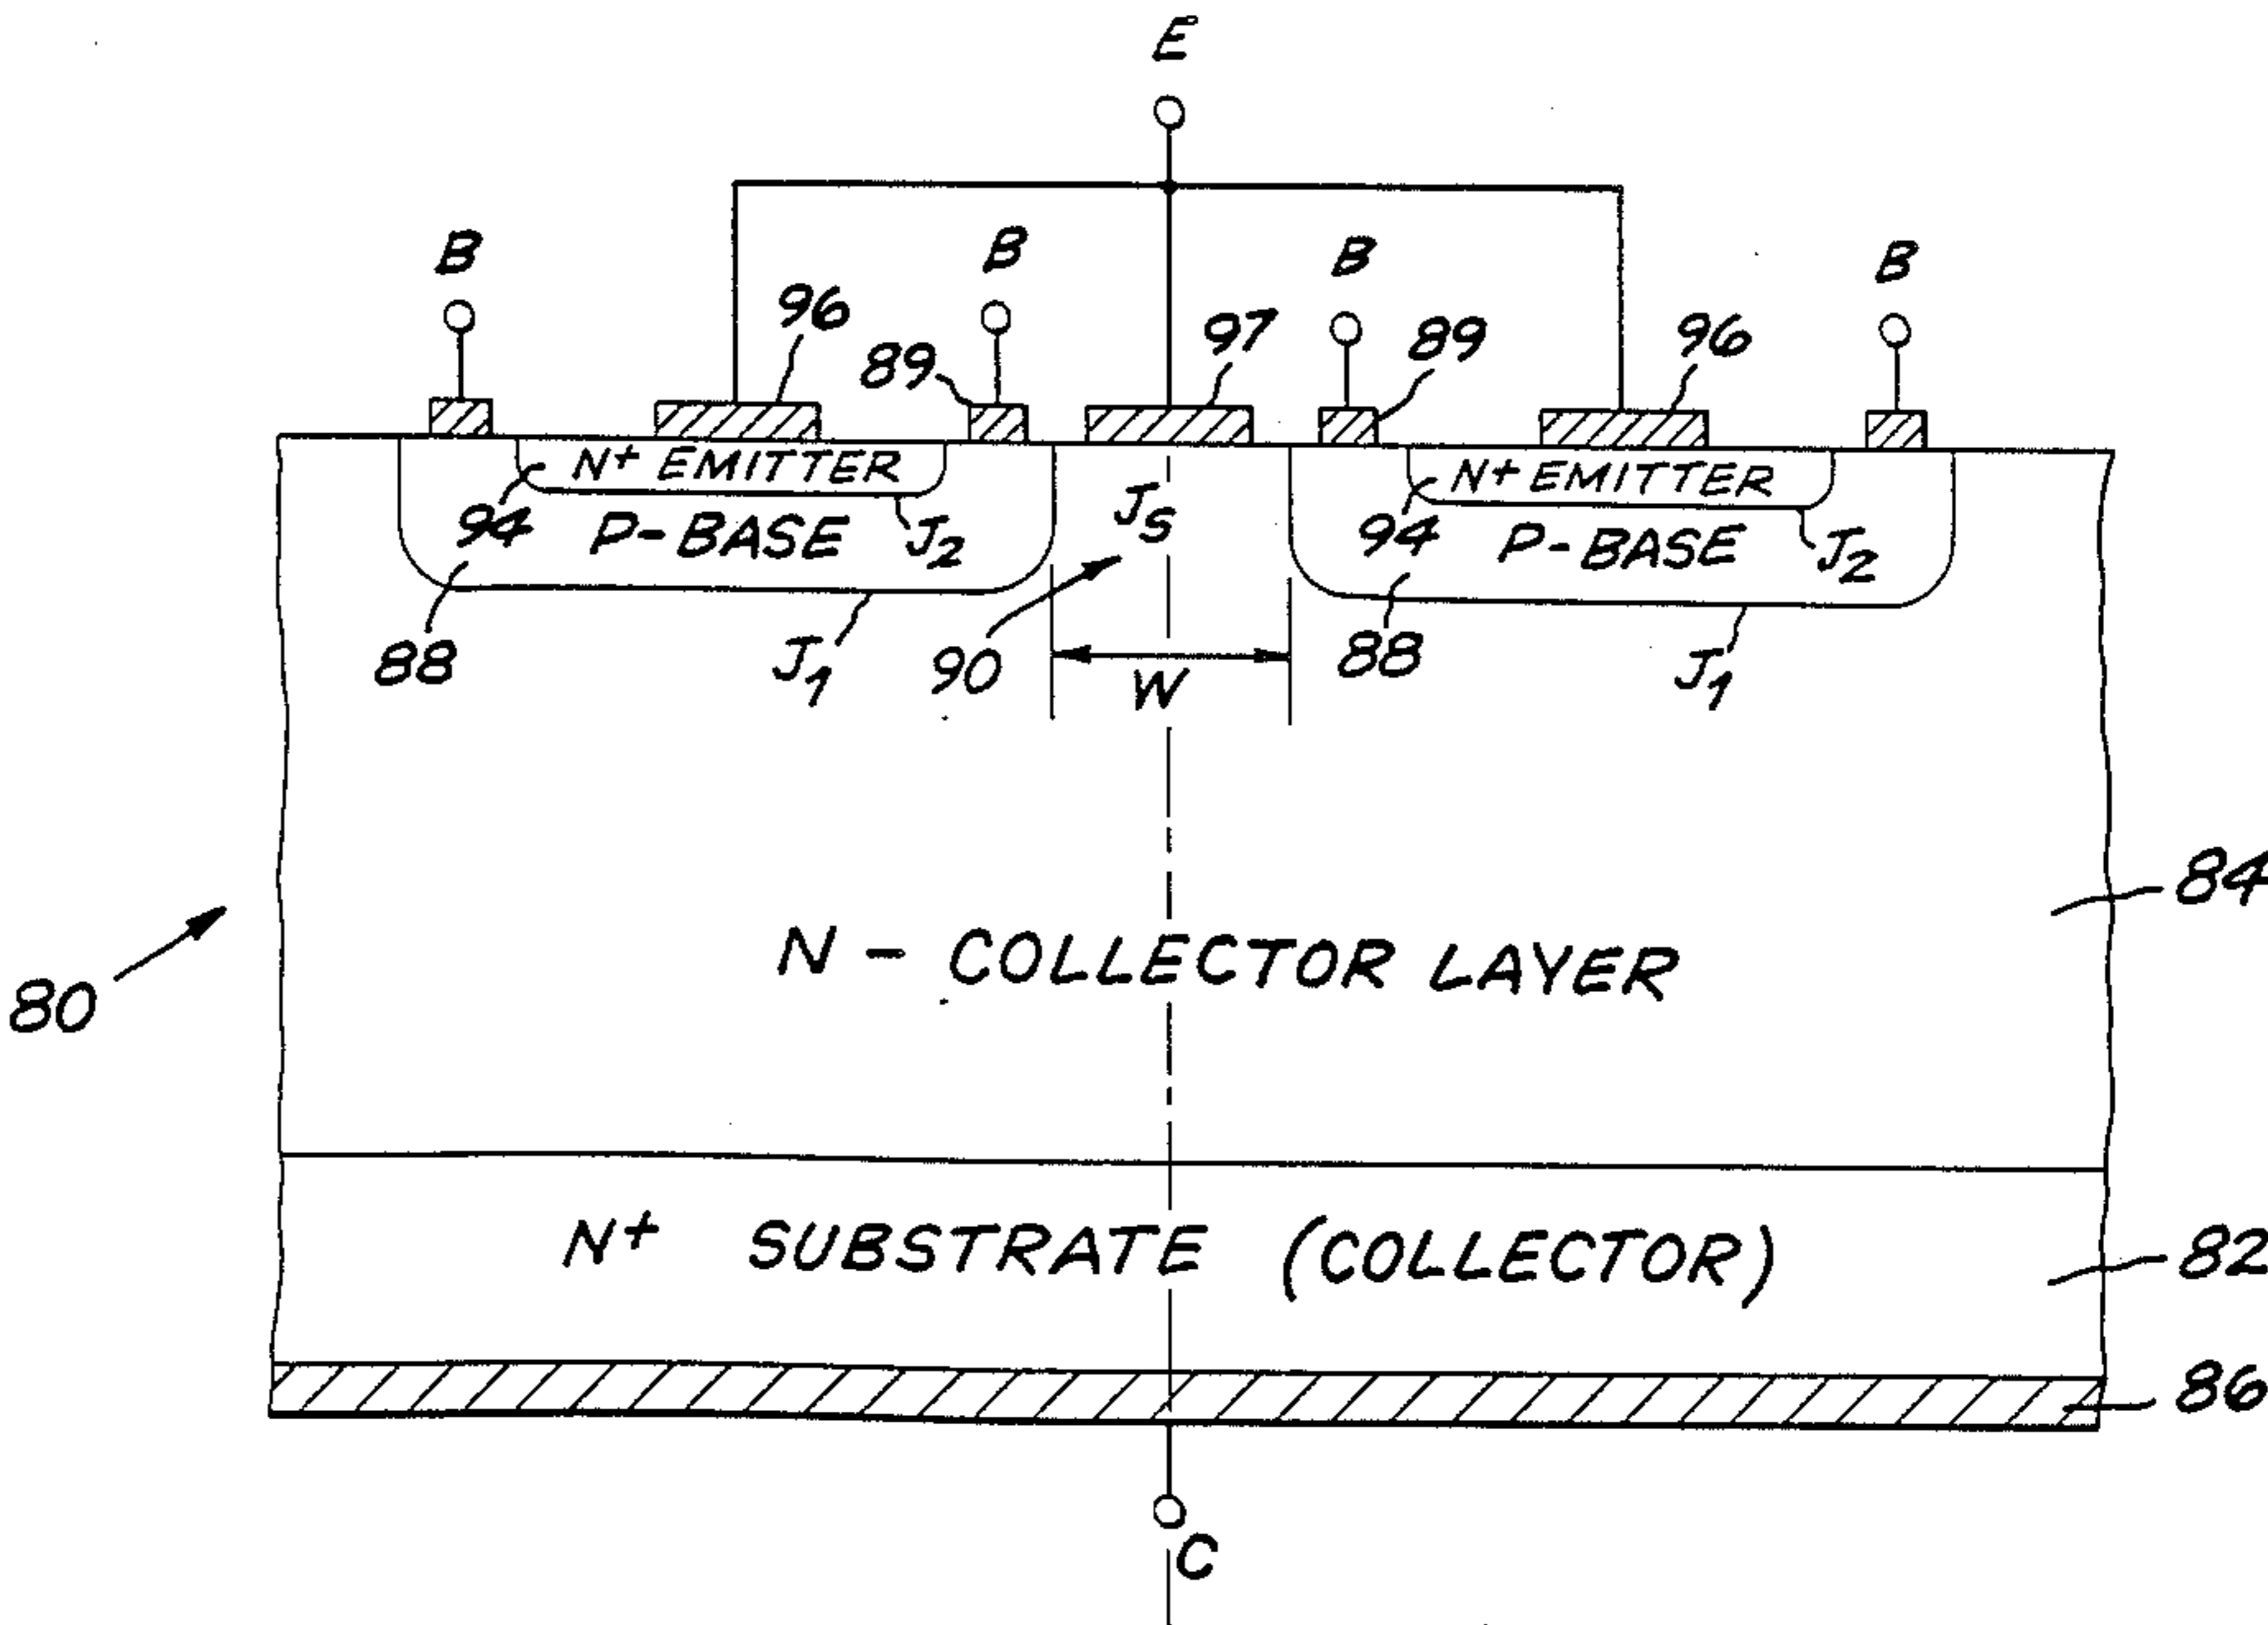 E
B
B
B
B
96
89
97
89
96
N+ EMITTER
N+ EMITTER
94
P-BASE
J2
JS
94
P-BASE
J2
88
J1
90
W
88
J1
84
N - COLLECTOR LAYER
80
N+ SUBSTRATE (COLLECTOR)
82
86
C